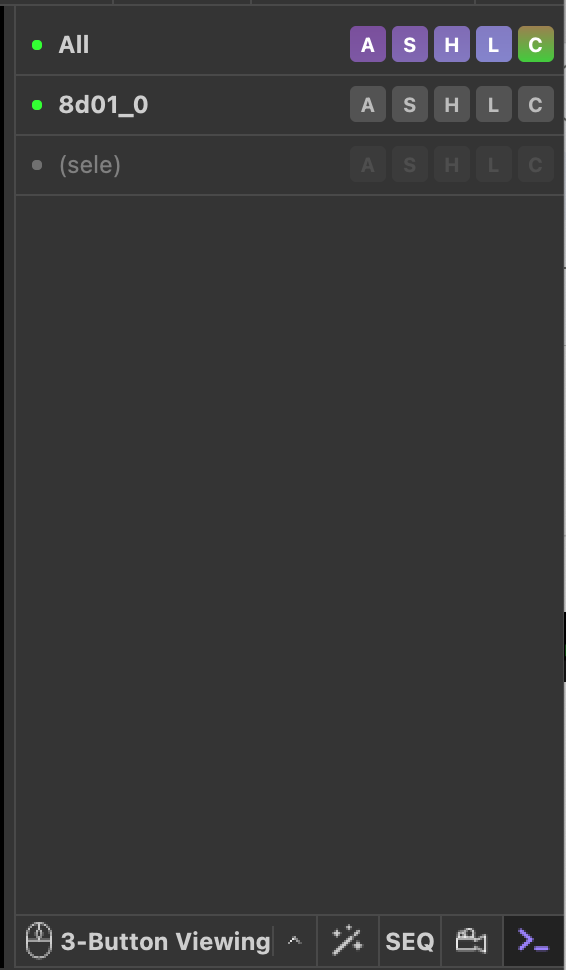 All A S H L C
8d01_0 A S H L C
(sele) A S H L C
3-Button Viewing ^ SEQ >_